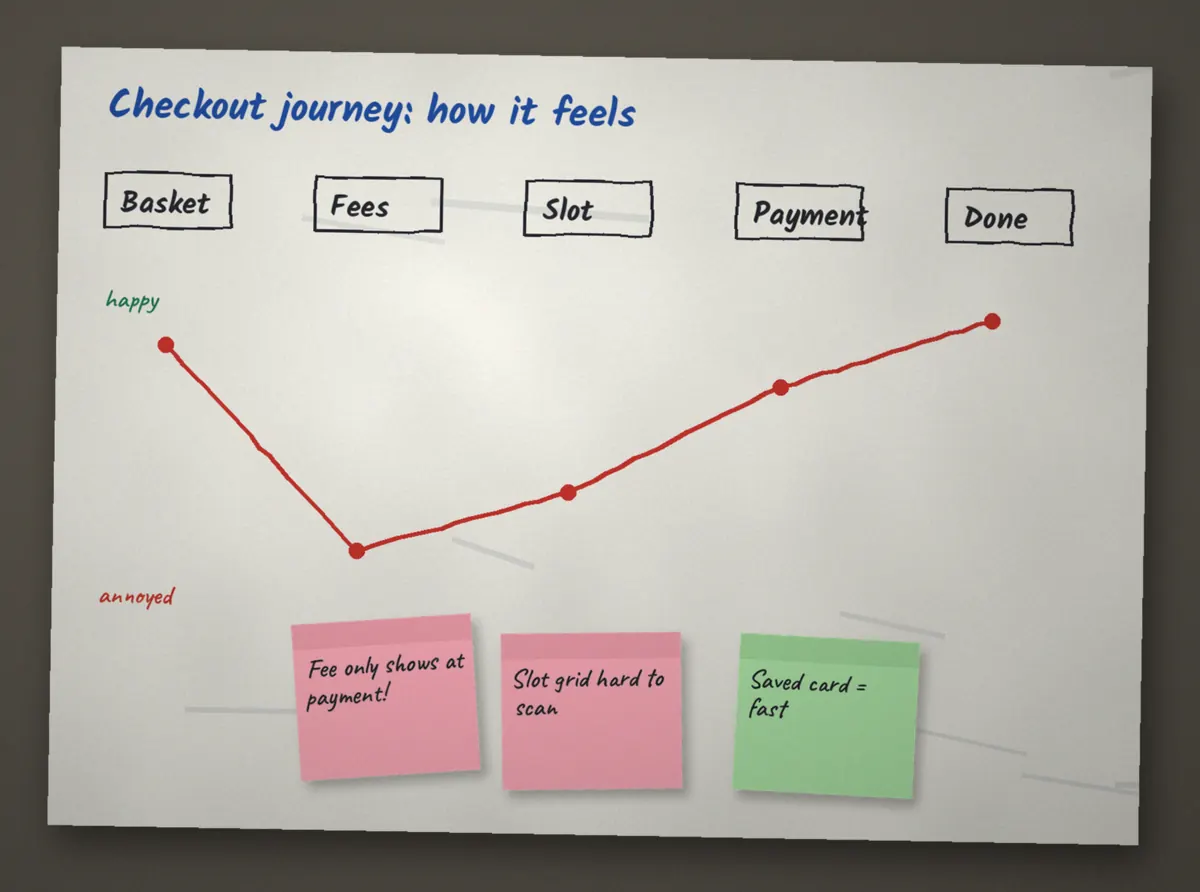 Checkout journey: how it feels
Basket
Fees
Slot
Payment
Done
happy
annoyed
Fee only shows at
payment!
Slot grid hard to
scan
Saved card =
fast